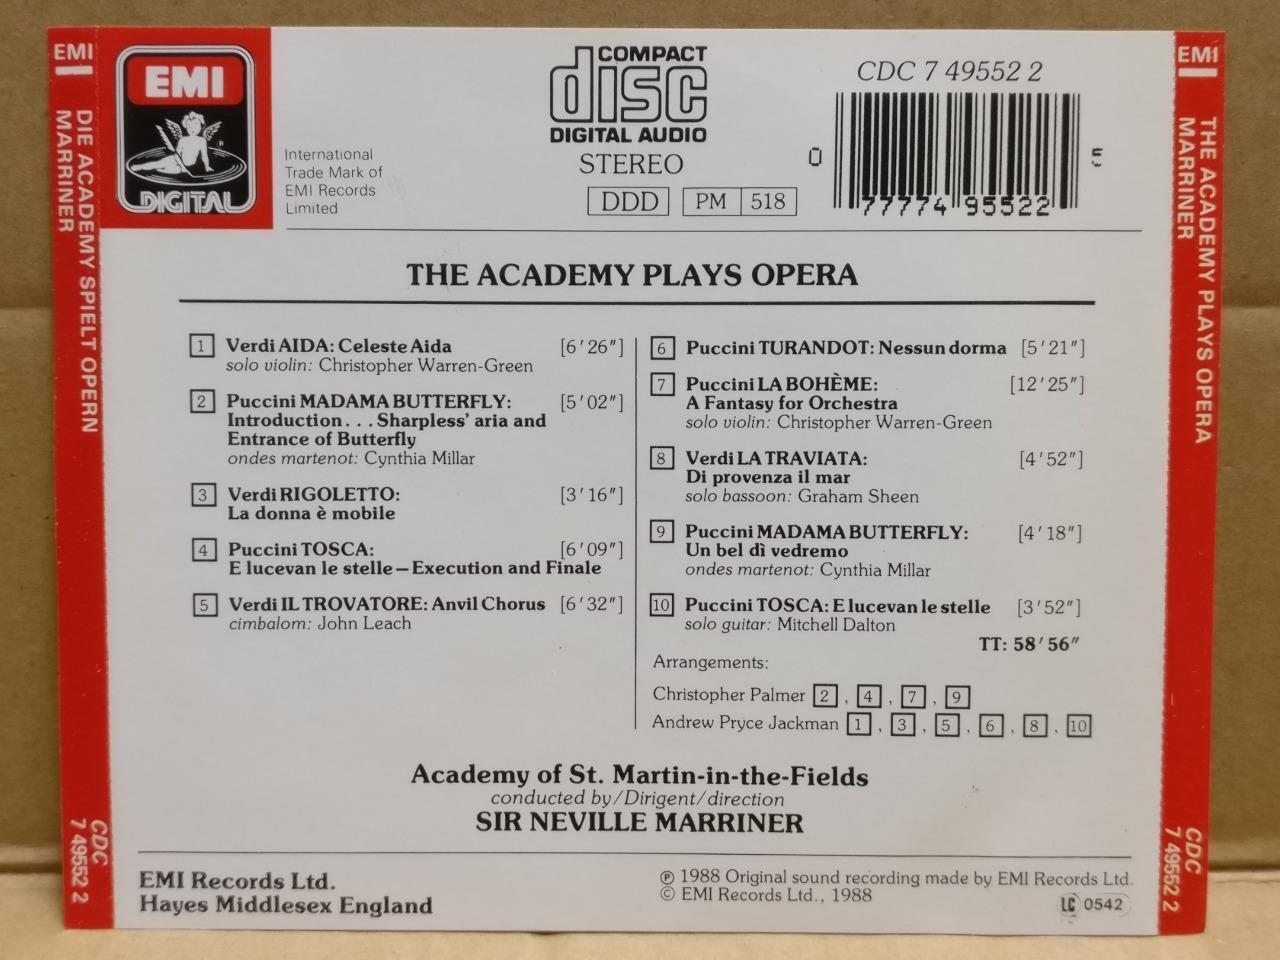 EMI
DIE ACADEMY SPIELT OPERN
MARRINER
CDC
7 49552 2
EMI
DIGITAL
International
Trade Mark of
EMI Records
Limited
COMPACT
disc
DIGITAL AUDIO
STEREO
DDD
PM 518
CDC 7 49552 2
0 77774 95522 5
THE ACADEMY PLAYS OPERA
1 Verdi AIDA: Celeste Aida [6'26"]
solo violin: Christopher Warren-Green
2 Puccini MADAMA BUTTERFLY: [5'02"]
Introduction... Sharpless' aria and
Entrance of Butterfly
ondes martenot: Cynthia Millar
3 Verdi RIGOLETTO: [3'16"]
La donna è mobile
4 Puccini TOSCA: [6'09"]
E lucevan le stelle – Execution and Finale
5 Verdi IL TROVATORE: Anvil Chorus [6'32"]
cimbalom: John Leach
6 Puccini TURANDOT: Nessun dorma [5'21"]
7 Puccini LA BOHÈME: [12'25"]
A Fantasy for Orchestra
solo violin: Christopher Warren-Green
8 Verdi LA TRAVIATA: [4'52"]
Di provenza il mar
solo bassoon: Graham Sheen
9 Puccini MADAMA BUTTERFLY: [4'18"]
Un bel dì vedremo
ondes martenot: Cynthia Millar
10 Puccini TOSCA: E lucevan le stelle [3'52"]
solo guitar: Mitchell Dalton
TT: 58'56"
Arrangements:
Christopher Palmer 2, 4, 7, 9
Andrew Pryce Jackman 1, 3, 5, 6, 8, 10
Academy of St. Martin-in-the-Fields
conducted by/Dirigent/direction
SIR NEVILLE MARRINER
EMI Records Ltd.
Hayes Middlesex England
℗ 1988 Original sound recording made by EMI Records Ltd.
© EMI Records Ltd., 1988
LC 0542
EMI
THE ACADEMY PLAYS OPERA
MARRINER
CDC
7 49552 2